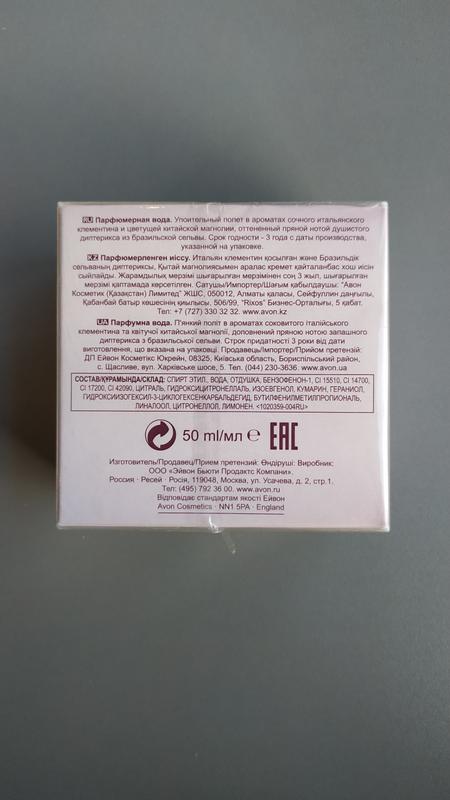 RU Парфюмерная вода. Упоительный полет в ароматах сочного итальянского
клементина и цветущей китайской магнолии, оттененный пряной нотой душистого
диптерикса из бразильской сельвы. Срок годности - 3 года с даты производства,
указанной на упаковке.
KZ Парфюмерленген иіссу. Италян клементин қосылған және Бразильдік
сельваның диптериксы, Қытай магнолиясымен аралас кремет қайталанбас хош иісін
сыйлайды. Жарамдылық мерзімі шығарылған мерзімінен соң 3 жыл, шығарылған
мерзімі қаптамада көрсетілген. Сатушы/Импортер/Шағым қабылдаушы: "Авон
Косметик (Қазақстан) Лимитед" ЖШС, 050012, Алматы қаласы, Сейфуллин даңғылы,
Қабанбай батыр көшесінің қиылысы, 506/99, "Rixos" Бизнес-Орталығы, 5 қабат.
Тел: +7 (727) 330 32 32. www.avon.kz
UA Парфумна вода. П'янкий політ в ароматах соковитого італійського
клементина та квітучої китайської магнолії, доповнений пряною нотою запашного
диптерикса з бразильської сельви. Строк придатності 3 роки від дати
виготовлення, що вказана на упаковці. Продавець/Імпортер/Прийом претензій:
ДП Ейвон Косметікс Юкрейн, 08325, Київська область, Бориспільський район,
с. Щасливе, вул. Харківське шосе, 5. Тел. (044) 230-3636. www.avon.ua
СОСТАВ/ҚҰРАМЫНДА/СКЛАД: СПИРТ ЭТИЛ., ВОДА, ОТДУШКА, БЕНЗОФЕНОН-1, CI 15510, CI 14700,
CI 17200, CI 42090, ЦИТРАЛЬ, ГИДРОКСИЦИТРОНЕЛЛАЛЬ, ИЗОЕВГЕНОЛ, КУМАРИН, ГЕРАНИОЛ,
ГИДРОКСИИЗОГЕКСИЛ-3-ЦИКЛОГЕКСЕНКАРБАЛЬДЕГИД, БУТИЛФЕНИЛМЕТИЛПРОПИОНАЛЬ,
ЛИНАЛООЛ, ЦИТРОНЕЛЛОЛ, ЛИМОНЕН. <1020359-004RU>
50 ml/мл ℮ EAC
Изготовитель/Продавец/Прием претензий: Өндіруші: Виробник:
ООО «Эйвон Бьюти Продактс Компани».
Россия · Ресей · Росія, 119048, Москва, ул. Усачева, д. 2, стр.1.
Тел: (495) 792 36 00. www.avon.ru
Відповідає стандартам якості Ейвон
Avon Cosmetics · NN1 5PA · England